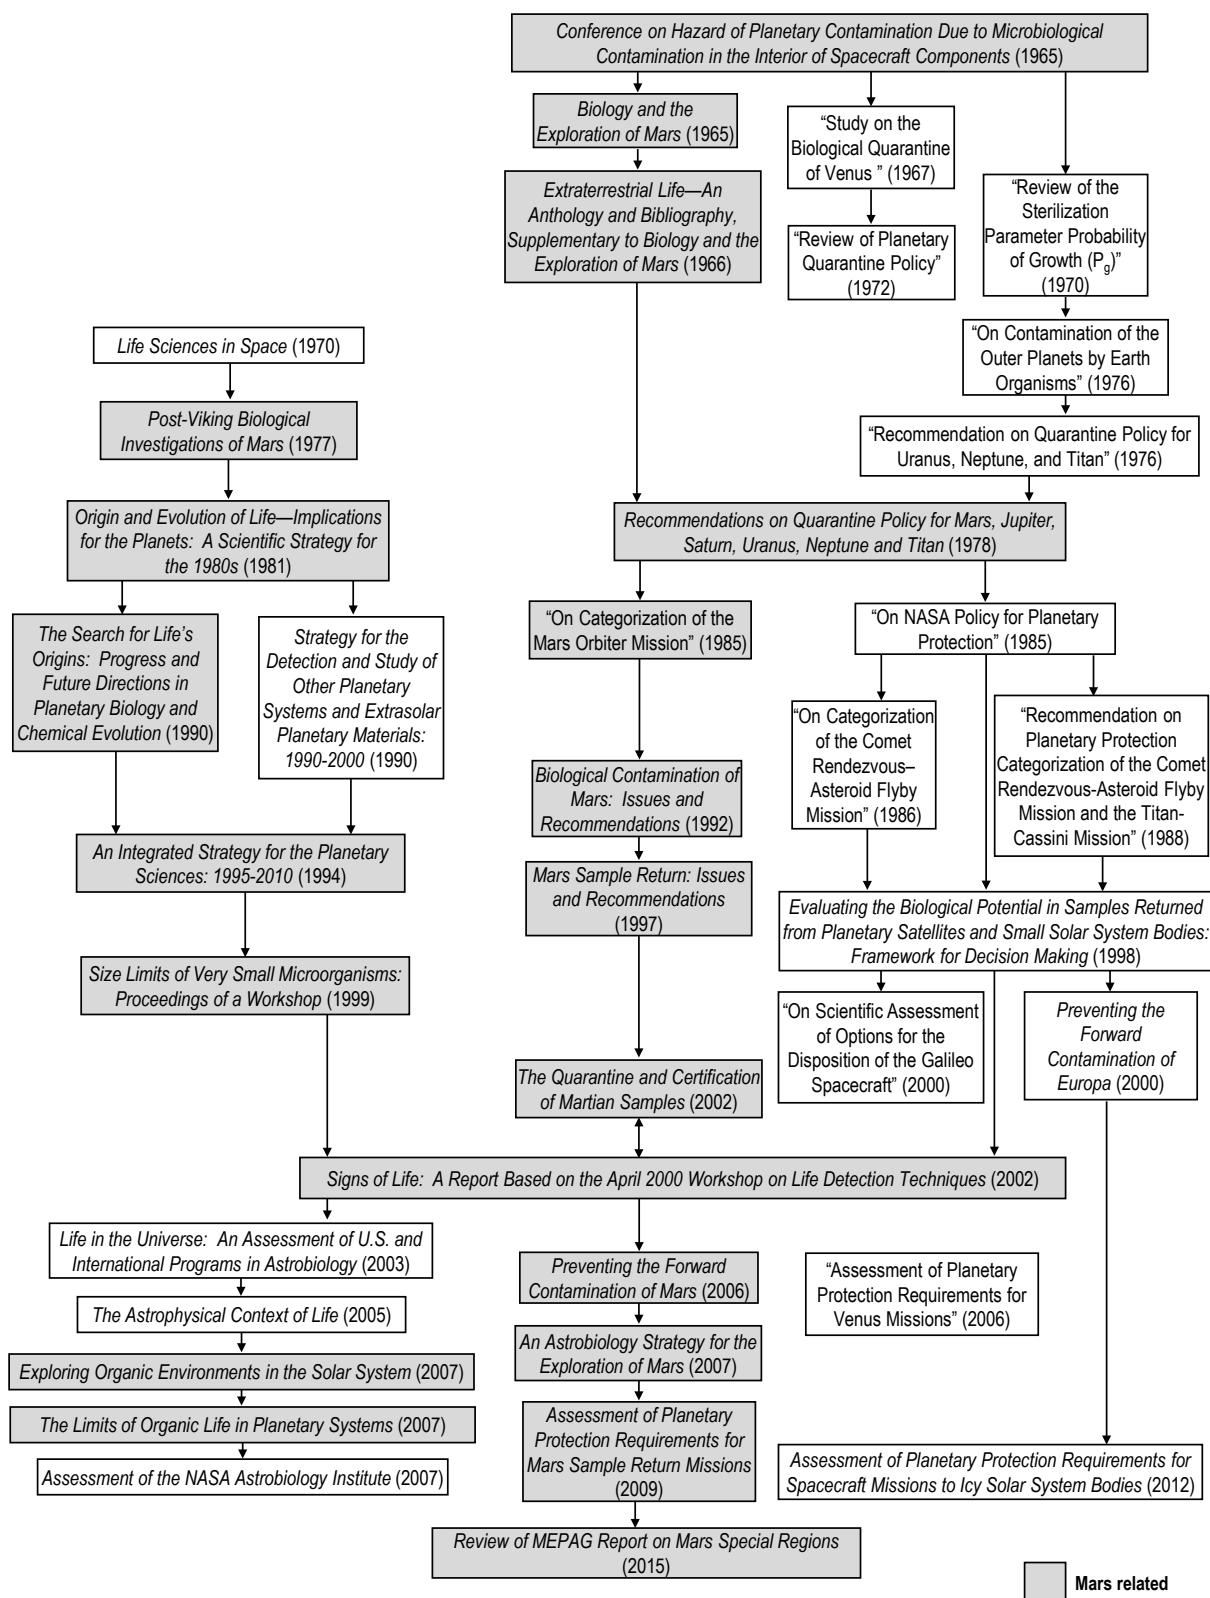 Conference on Hazard of Planetary Contamination Due to Microbiological
Contamination in the Interior of Spacecraft Components (1965)
Biology and the
Exploration of Mars (1965)
“Study on the
Biological Quarantine
of Venus ” (1967)
Extraterrestrial Life—An
Anthology and Bibliography,
Supplementary to Biology and the
Exploration of Mars (1966)
“Review of the
Sterilization
Parameter Probability
of Growth (Pg)”
(1970)
“Review of Planetary
Quarantine Policy”
(1972)
Life Sciences in Space (1970)
“On Contamination of the
Outer Planets by Earth
Organisms” (1976)
Post-Viking Biological
Investigations of Mars (1977)
“Recommendation on Quarantine Policy for
Uranus, Neptune, and Titan” (1976)
Origin and Evolution of Life—Implications
for the Planets: A Scientific Strategy for
the 1980s (1981)
Recommendations on Quarantine Policy for Mars, Jupiter,
Saturn, Uranus, Neptune and Titan (1978)
The Search for Life’s
Origins: Progress and
Future Directions in
Planetary Biology and
Chemical Evolution (1990)
Strategy for the
Detection and Study of
Other Planetary
Systems and Extrasolar
Planetary Materials:
1990-2000 (1990)
“On Categorization of the
Mars Orbiter Mission” (1985)
“On NASA Policy for Planetary
Protection” (1985)
“On Categorization
of the Comet
Rendezvous–
Asteroid Flyby
Mission” (1986)
“Recommendation on
Planetary Protection
Categorization of the Comet
Rendezvous-Asteroid Flyby
Mission and the Titan-
Cassini Mission” (1988)
Biological Contamination of
Mars: Issues and
Recommendations (1992)
An Integrated Strategy for the Planetary
Sciences: 1995-2010 (1994)
Mars Sample Return: Issues
and Recommendations
(1997)
Evaluating the Biological Potential in Samples Returned
from Planetary Satellites and Small Solar System Bodies:
Framework for Decision Making (1998)
Size Limits of Very Small Microorganisms:
Proceedings of a Workshop (1999)
“On Scientific Assessment
of Options for the
Disposition of the Galileo
Spacecraft” (2000)
Preventing the
Forward
Contamination of
Europa (2000)
The Quarantine and Certification
of Martian Samples (2002)
Signs of Life: A Report Based on the April 2000 Workshop on Life Detection Techniques (2002)
Life in the Universe: An Assessment of U.S. and
International Programs in Astrobiology (2003)
Preventing the Forward
Contamination of Mars (2006)
“Assessment of Planetary
Protection Requirements for
Venus Missions” (2006)
The Astrophysical Context of Life (2005)
An Astrobiology Strategy for the
Exploration of Mars (2007)
Exploring Organic Environments in the Solar System (2007)
The Limits of Organic Life in Planetary Systems (2007)
Assessment of Planetary
Protection Requirements for
Mars Sample Return Missions
(2009)
Assessment of the NASA Astrobiology Institute (2007)
Assessment of Planetary Protection Requirements for
Spacecraft Missions to Icy Solar System Bodies (2012)
Review of MEPAG Report on Mars Special Regions
(2015)
Mars related